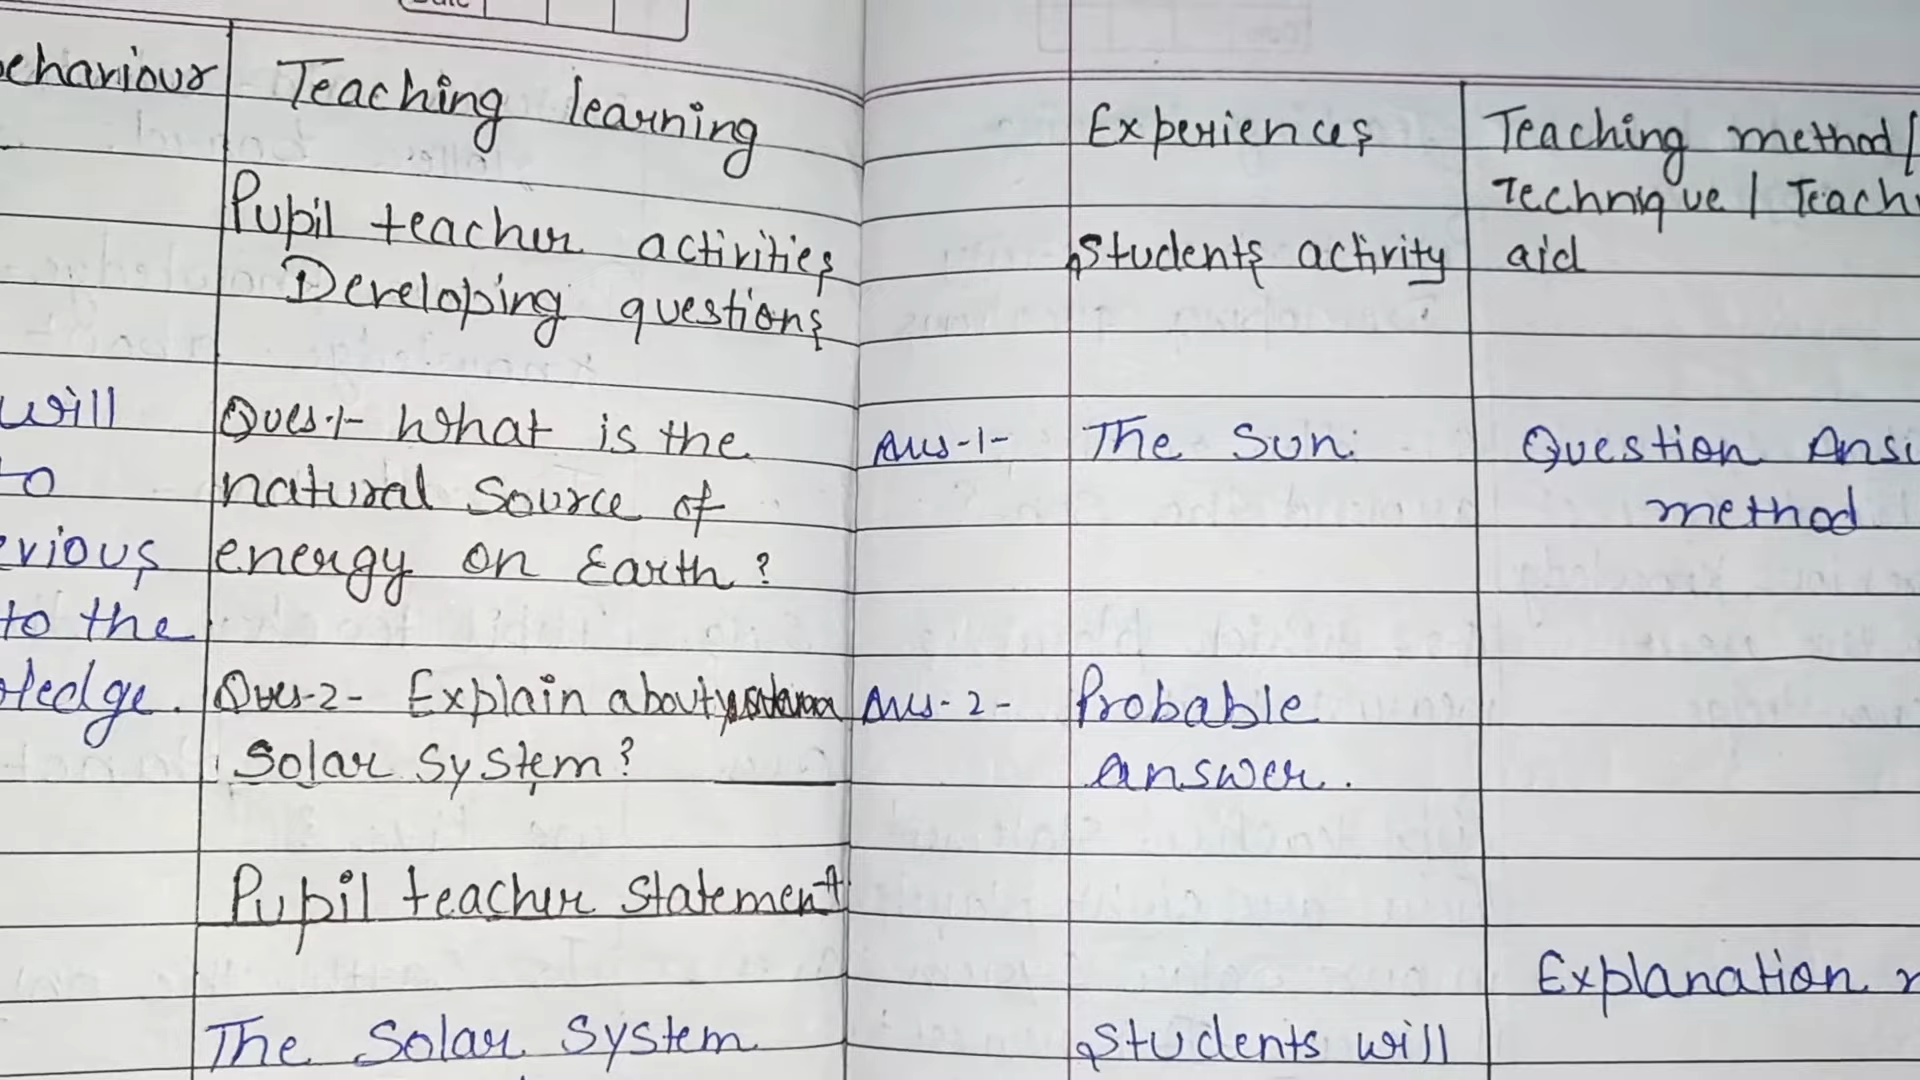 Date
ehaviour Teaching learning Experiences Teaching method/
Technique / Teach
Pupil teacher activities Students activity aid
Developing questions
will Ques.1- What is the Ans-1- The Sun. Question Ans
to natural source of method
evious energy on Earth?
to the
ledge. Ques-2- Explain about Ans-2- Probable
Solar System? answer.
Pupil teacher statement
Explanation
The Solar System Students will